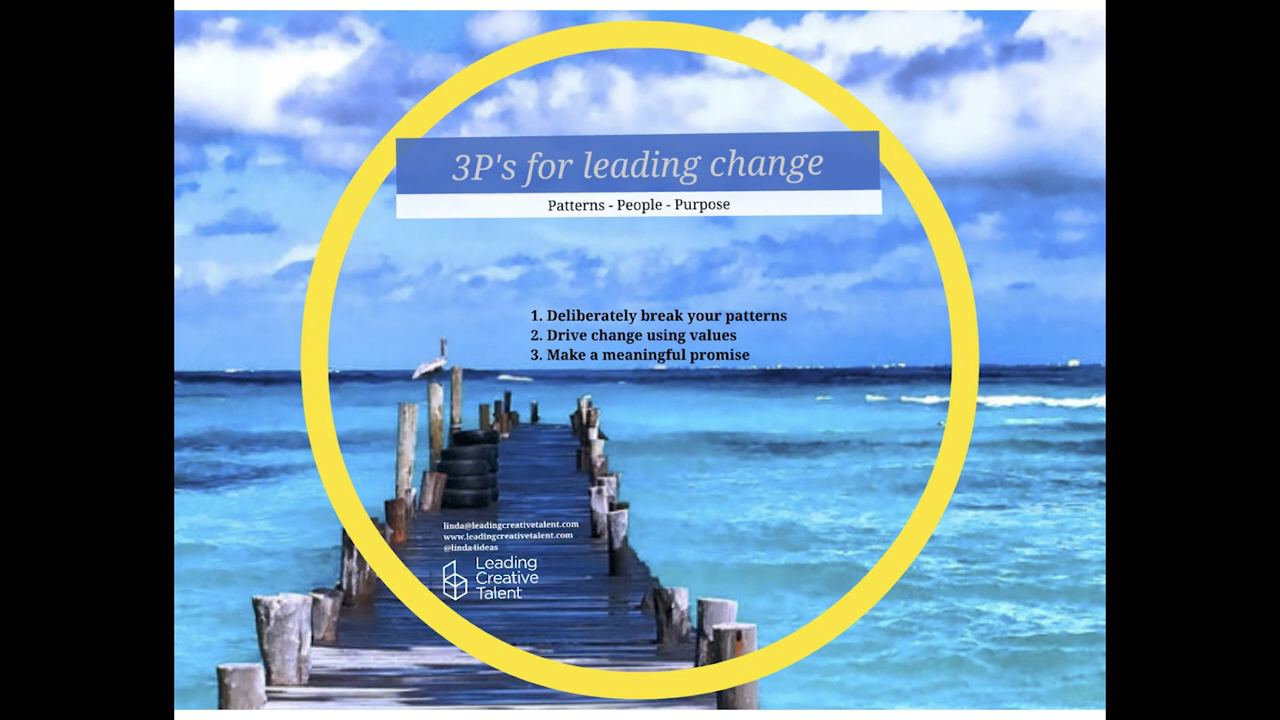 3P's for leading change
Patterns - People - Purpose
1. Deliberately break your patterns
2. Drive change using values
3. Make a meaningful promise
linda@leadingcreativetalent.com
www.leadingcreativetalent.com
@linda4ideas
Leading
Creative
Talent